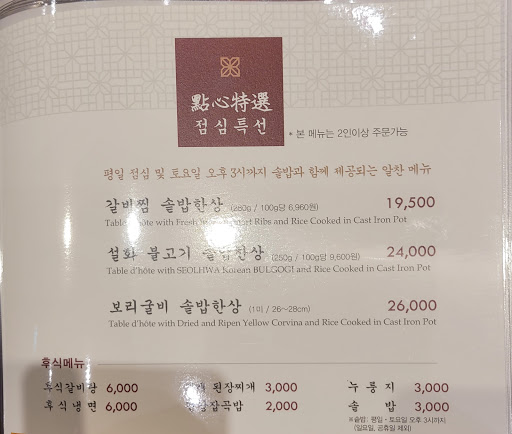 點心特選
점심특선
* 본 메뉴는 2인이상 주문가능
평일 점심 및 토요일 오후 3시까지 솥밥과 함께 제공되는 알찬 메뉴
갈비찜 솥밥한상 (280g / 100g당 6,960원) 19,500
Table d'hôte with Fresh Short Ribs and Rice Cooked in Cast Iron Pot
설화 불고기 솥밥한상 (250g / 100g당 9,600원) 24,000
Table d'hôte with SEOLHWA Korean BULGOGI and Rice Cooked in Cast Iron Pot
보리굴비 솥밥한상 (1미 / 26~28cm) 26,000
Table d'hôte with Dried and Ripen Yellow Corvina and Rice Cooked in Cast Iron Pot
후식메뉴
후식갈비탕 6,000 된장찌개 3,000 누룽지 3,000
후식냉면 6,000 잡곡밥 2,000 솥밥 3,000
※솥밥: 평일·토요일 오후 3시까지
(일요일, 공휴일 제외)